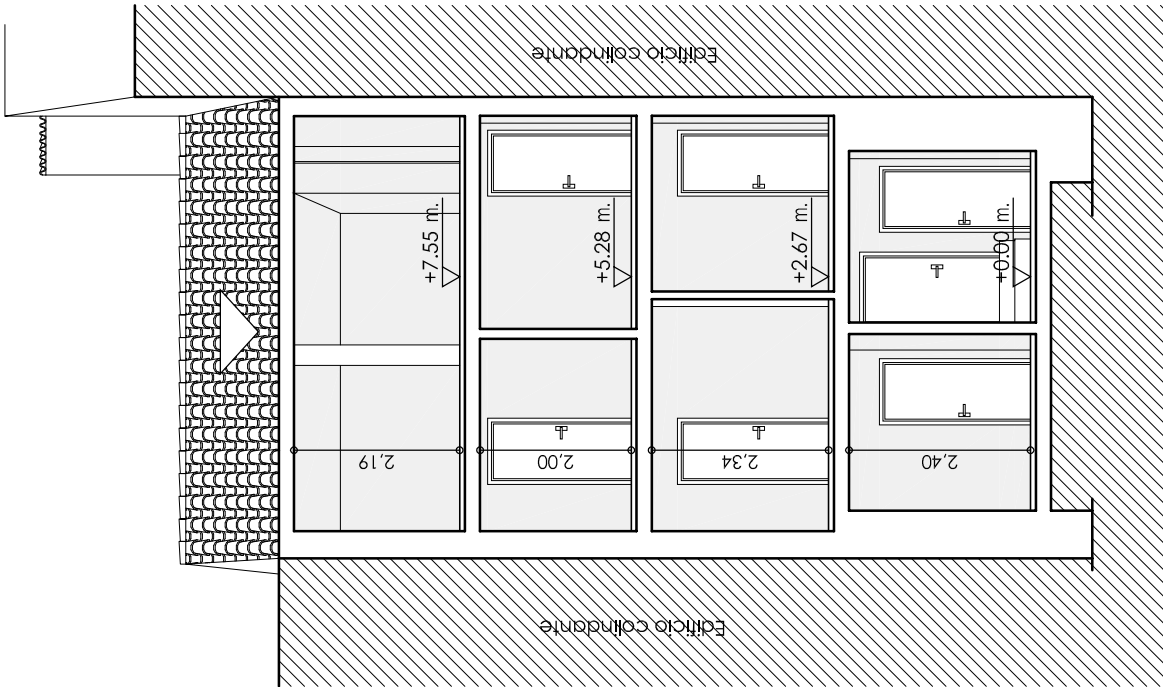 Edificio colindante
+7.55 m.
+5.28 m.
+2.67 m.
+0.00 m.
2,19
2,00
2,34
2,40
Edificio colindante